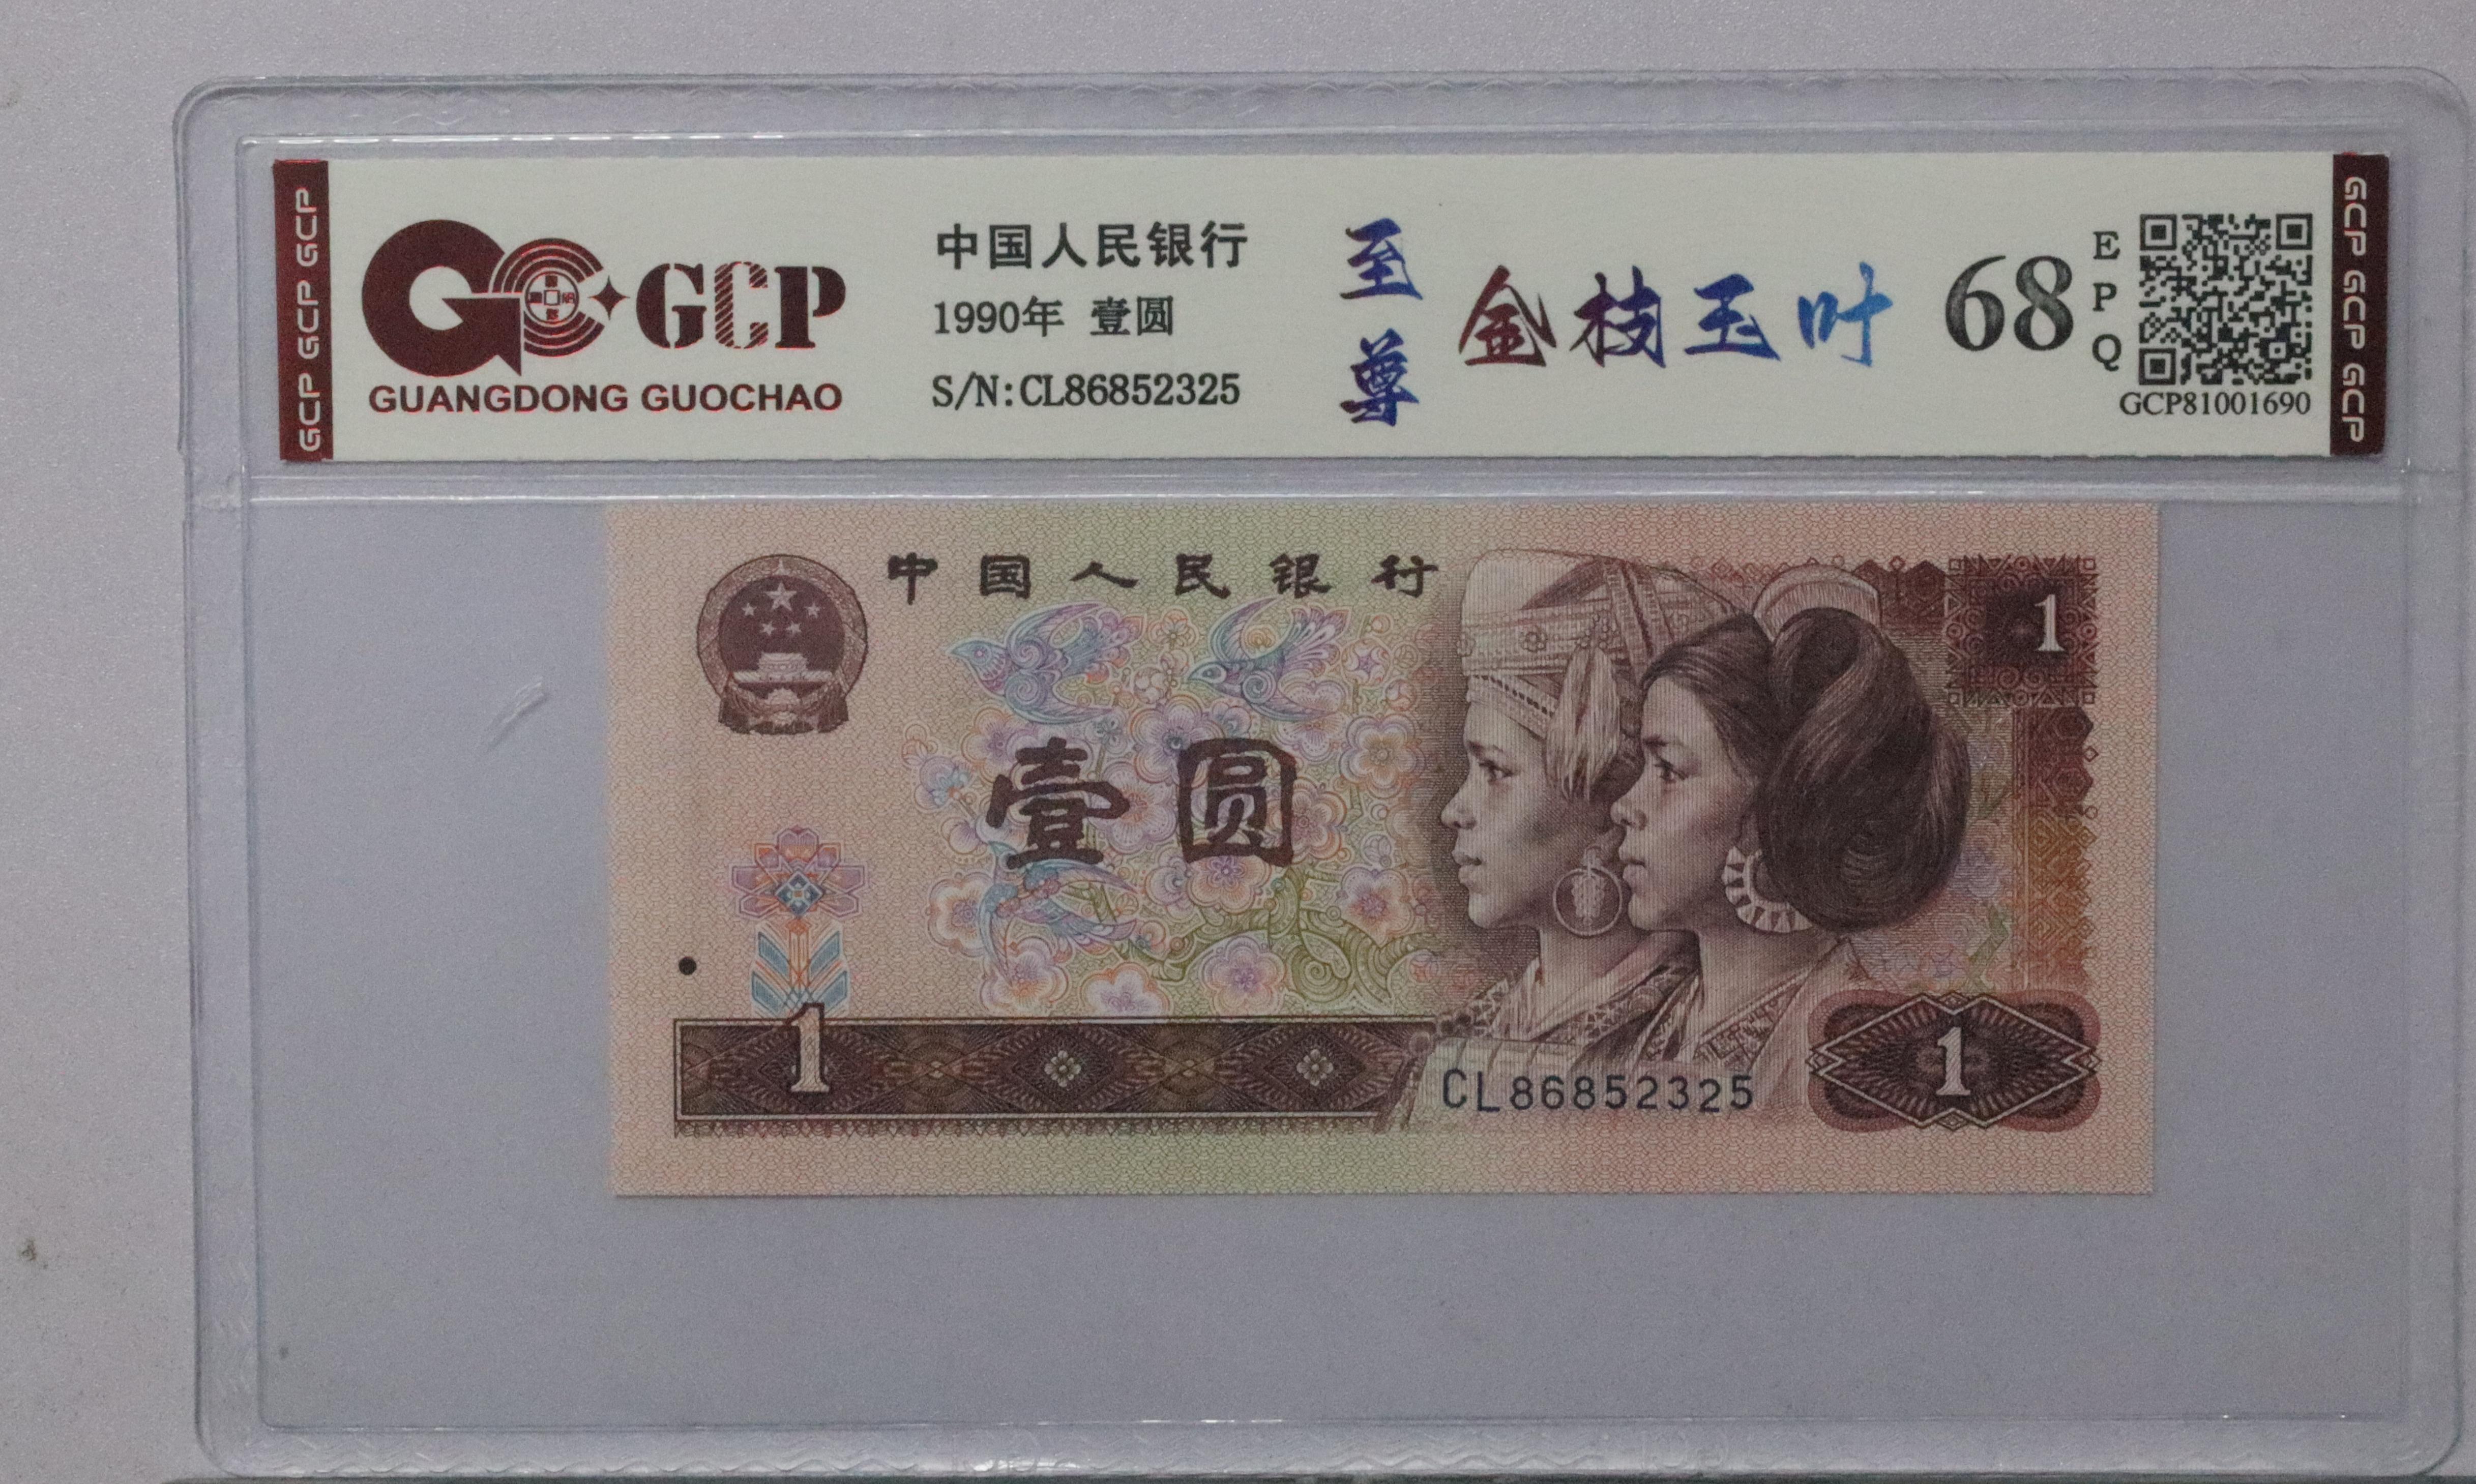 GCP GCP GCP
GCP
GUANGDONG GUOCHAO
中国人民银行
1990年 壹圆
S/N:CL86852325
至尊
金枝玉叶
68
EPQ
GCP81001690
GCP GCP GCP
中国人民银行
1
壹圆
1
CL86852325
1